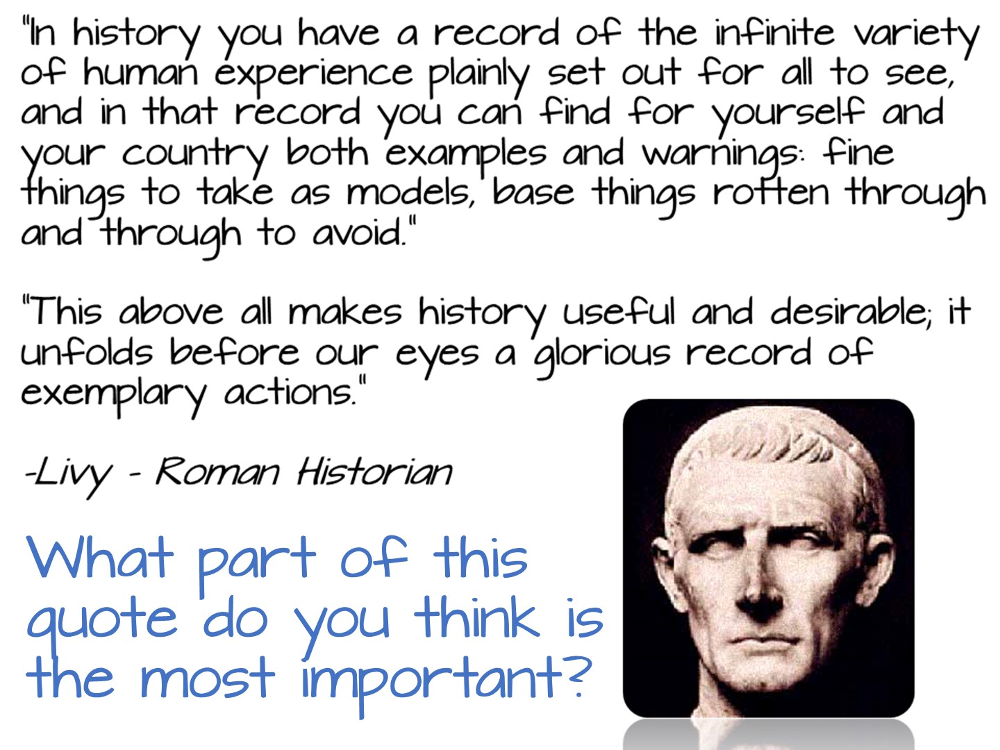 "In history you have a record of the infinite variety
of human experience plainly set out for all to see,
and in that record you can find for yourself and
your country both examples and warnings: fine
things to take as models, base things rotten through
and through to avoid."
"This above all makes history useful and desirable; it
unfolds before our eyes a glorious record of
exemplary actions."
-Livy - Roman Historian
What part of this
quote do you think is
the most important?